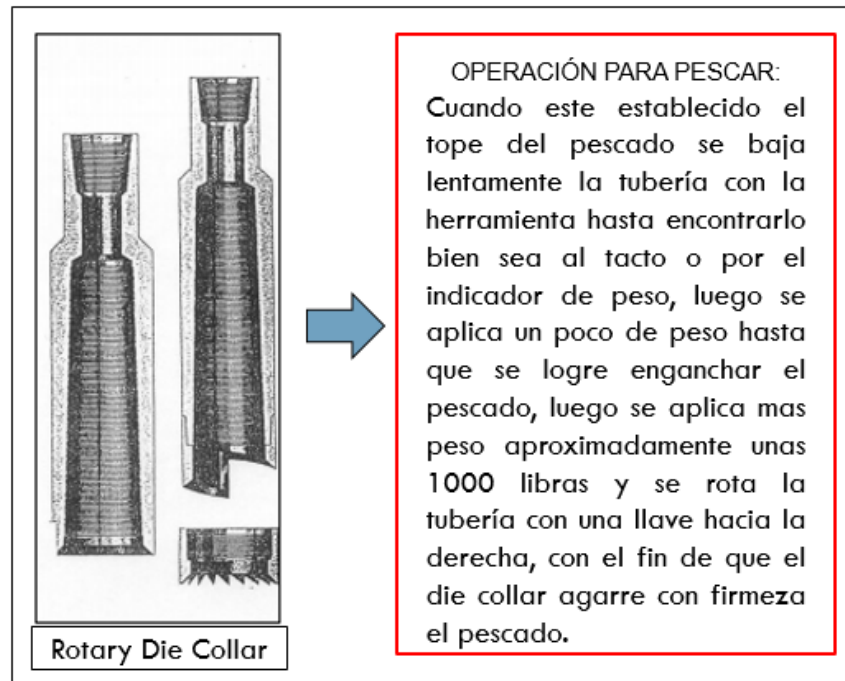 OPERACIÓN PARA PESCAR:
Cuando este establecido el
tope del pescado se baja
lentamente la tubería con la
herramienta hasta encontrarlo
bien sea al tacto o por el
indicador de peso, luego se
aplica un poco de peso hasta
que se logre enganchar el
pescado, luego se aplica mas
peso aproximadamente unas
1000 libras y se rota la
tubería con una llave hacia la
derecha, con el fin de que el
die collar agarre con firmeza
el pescado.
Rotary Die Collar